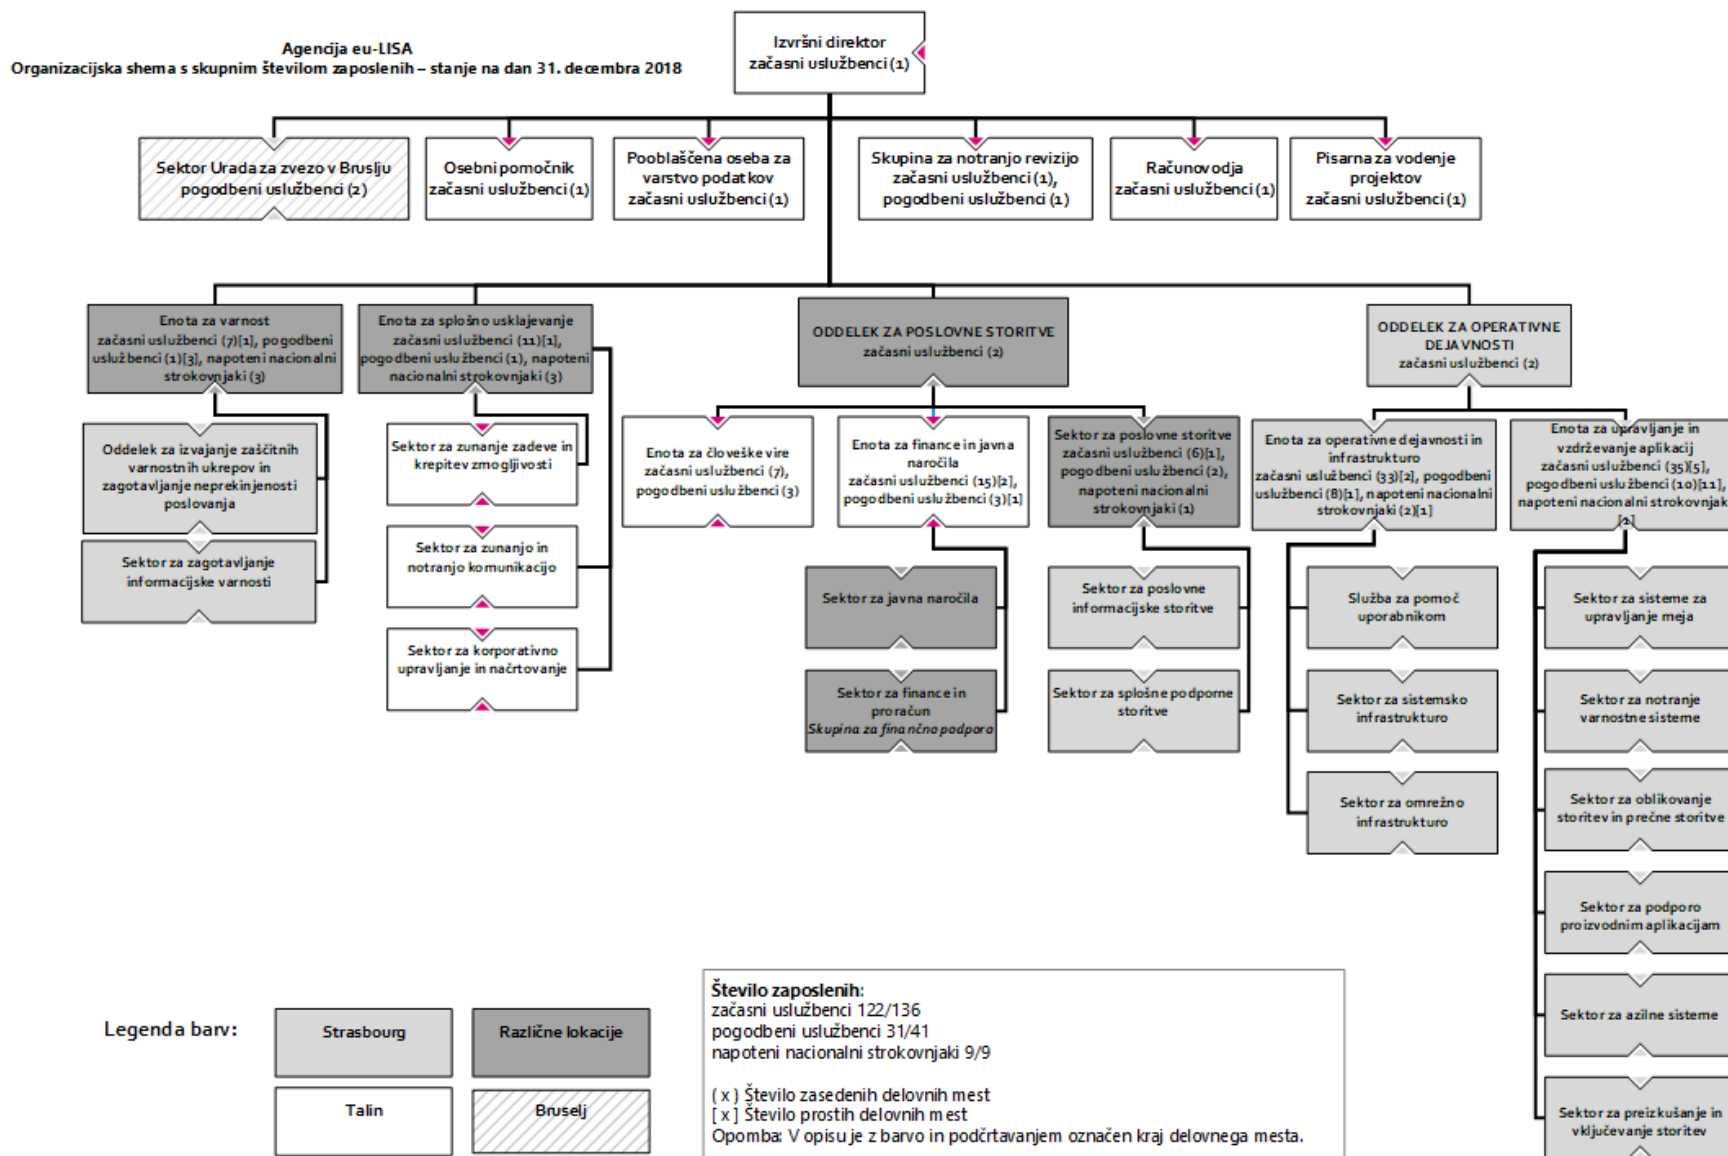 Agencija eu-LISA
Organizacijska shema s skupnim številom zaposlenih – stanje na dan 31. decembra 2018
Izvršni direktor
začasni uslužbenci (1)
Sektor Urada za zvezo v Bruslju
pogodbeni uslužbenci (2)
Osebni pomočnik
začasni uslužbenci (1)
Pooblaščena oseba za
varstvo podatkov
začasni uslužbenci (1)
Skupina za notranjo revizijo
začasni uslužbenci (1),
pogodbeni uslužbenci (1)
Računovodja
začasni uslužbenci (1)
Pisarna za vodenje
projektov
začasni uslužbenci (1)
Enota za varnost
začasni uslužbenci (7)[1], pogodbeni
uslužbenci (1)[3], napoteni nacionalni
strokovnjaki (3)
Enota za splošno usklajevanje
začasni uslužbenci (11)[1],
pogodbeni uslužbenci (1), napoteni
nacionalni strokovnjaki (3)
ODDELEK ZA POSLOVNE STORITVE
začasni uslužbenci (2)
ODDELEK ZA OPERATIVNE
DEJAVNOSTI
začasni uslužbenci (2)
Oddelek za izvajanje zaščitnih
varnostnih ukrepov in
zagotavljanje neprekinjenosti
poslovanja
Sektor za zagotavljanje
informacijske varnosti
Sektor za zunanje zadeve in
krepitev zmogljivosti
Sektor za zunanjo in
notranjo komunikacijo
Sektor za korporativno
upravljanje in načrtovanje
Enota za človeške vire
začasni uslužbenci (7),
pogodbeni uslužbenci (3)
Enota za finance in javna
naročila
začasni uslužbenci (15)[2],
pogodbeni uslužbenci (3)[1]
Sektor za poslovne storitve
začasni uslužbenci (6)[1],
pogodbeni uslužbenci (2),
napoteni nacionalni
strokovnjaki (1)
Enota za operativne dejavnosti in
infrastrukturo
začasni uslužbenci (33)[2], pogodbeni
uslužbenci (8)[1], napoteni nacionalni
strokovnjaki (2)[1]
Enota za upravljanje in
vzdrževanje aplikacij
začasni uslužbenci (35)[5],
pogodbeni uslužbenci (10)[11],
napoteni nacionalni strokovnjak
[1]
Sektor za javna naročila
Sektor za finance in
proračun
Skupina za finančno podporo
Sektor za poslovne
informacijske storitve
Sektor za splošne podporne
storitve
Služba za pomoč
uporabnikom
Sektor za sistemsko
infrastrukturo
Sektor za omrežno
infrastrukturo
Sektor za sisteme za
upravljanje meja
Sektor za notranje
varnostne sisteme
Sektor za oblikovanje
storitev in prečne storitve
Sektor za podporo
proizvodnim aplikacijam
Sektor za azilne sisteme
Sektor za preizkušanje in
vključevanje storitev
Legenda barv:
Strasbourg
Različne lokacije
Talin
Bruselj
Število zaposlenih:
začasni uslužbenci 122/136
pogodbeni uslužbenci 31/41
napoteni nacionalni strokovnjaki 9/9
( x ) Število zasedenih delovnih mest
[ x ] Število prostih delovnih mest
Opomba: V opisu je z barvo in podčrtavanjem označen kraj delovnega mesta.